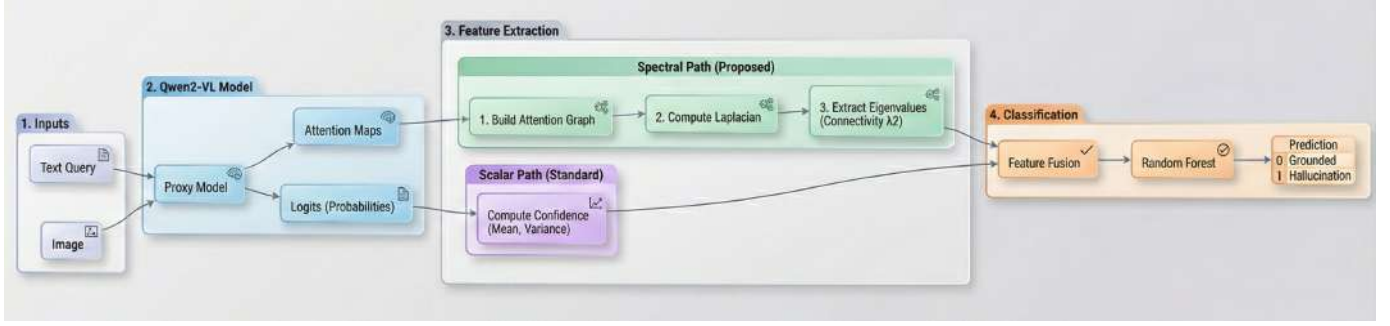 1. Inputs
Text Query
Image
2. Qwen2-VL Model
Proxy Model
Attention Maps
Logits (Probabilities)
3. Feature Extraction
Spectral Path (Proposed)
1. Build Attention Graph
2. Compute Laplacian
3. Extract Eigenvalues
(Connectivity λ2)
Scalar Path (Standard)
Compute Confidence
(Mean, Variance)
4. Classification
Feature Fusion
Random Forest
Prediction
0 Grounded
1 Hallucination